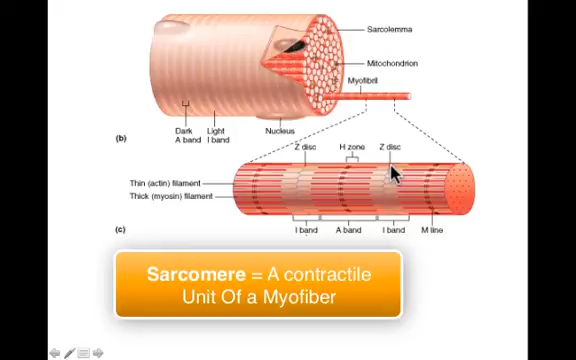 Sarcolemma
Mitochondrion
Myofibril
(b)
Dark Light Nucleus
A band I band
Z disc H zone Z disc
Thin (actin) filament
Thick (myosin) filament
(c)
I band A band I band M line
Sarcomere = A contractile
Unit Of a Myofiber